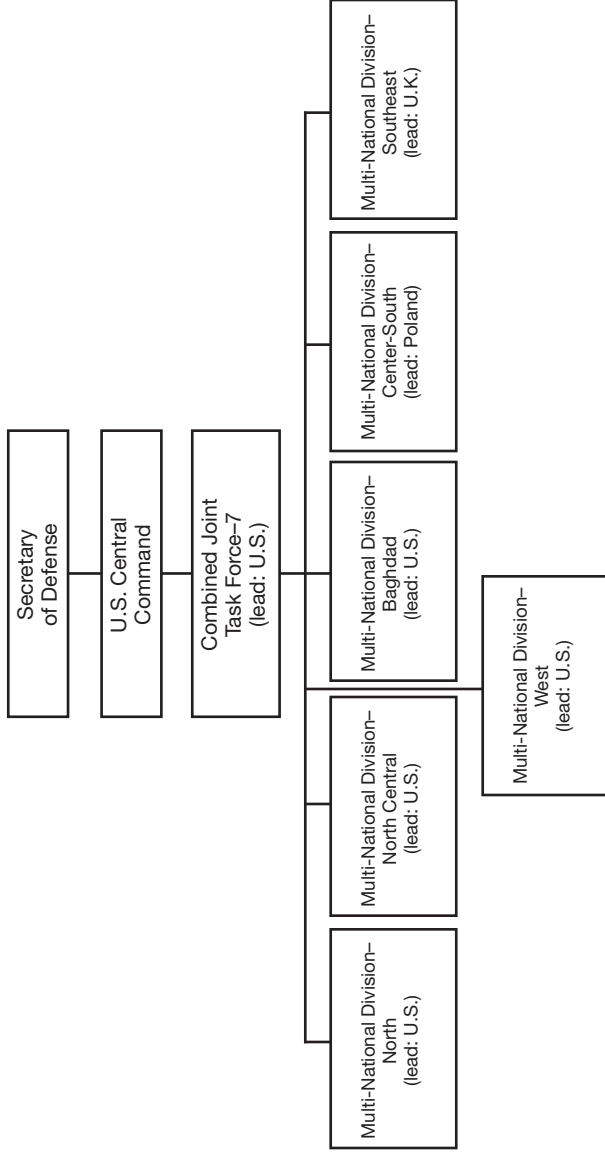 Secretary
of Defense
U.S. Central
Command
Combined Joint
Task Force–7
(lead: U.S.)
Multi-National Division–
North
(lead: U.S.)
Multi-National Division–
North Central
(lead: U.S.)
Multi-National Division–
Baghdad
(lead: U.S.)
Multi-National Division–
Center-South
(lead: Poland)
Multi-National Division–
Southeast
(lead: U.K.)
Multi-National Division–
West
(lead: U.S.)